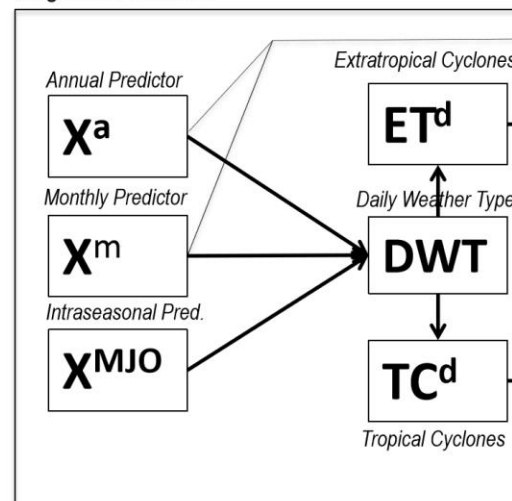 Annual Predictor
Xᵃ
Monthly Predictor
Xᵐ
Intraseasonal Pred.
Xᴹᴶᴼ
Extratropical Cyclones
ETᵈ
Daily Weather Type
DWT
TCᵈ
Tropical Cyclones